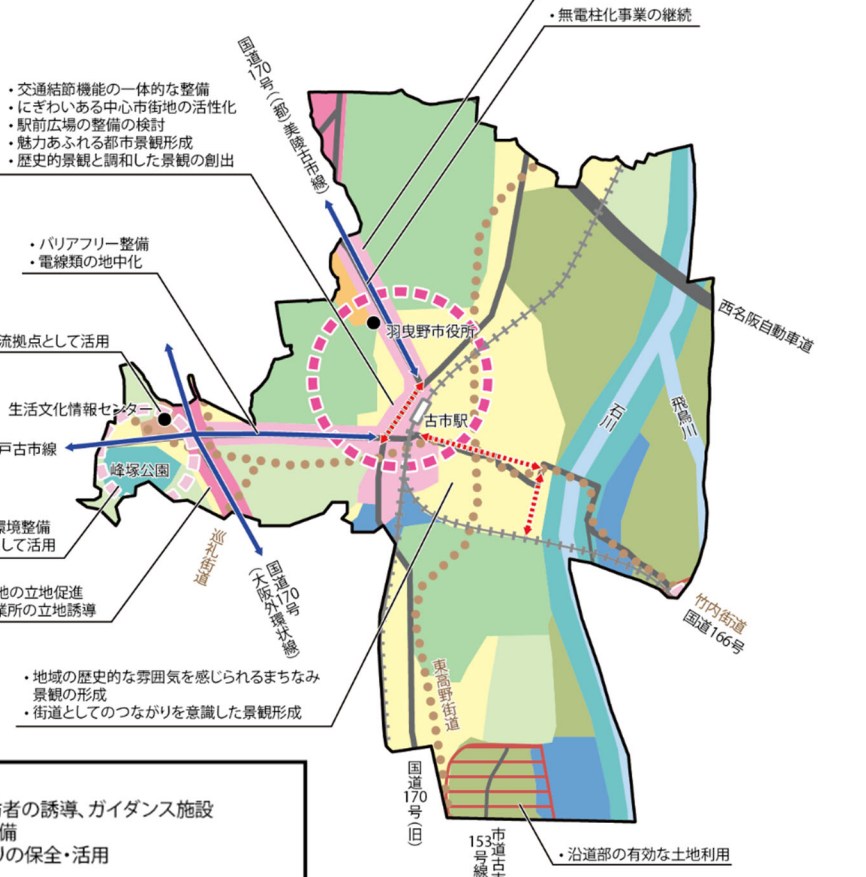 ・無電柱化事業の継続
国道170号((都)美陵古市線)
・交通結節機能の一体的な整備
・にぎわいある中心市街地の活性化
・駅前広場の整備の検討
・魅力あふれる都市景観形成
・歴史的景観と調和した景観の創出
・バリアフリー整備
・電線類の地中化
西名阪自動車道
羽曳野市役所
流拠点として活用
生活文化情報センター
古市駅
石川
飛鳥川
戸古市線
峰塚公園
環境整備
して活用
巡礼街道
国道170号
(大阪外環状線)
他の立地促進
業所の立地誘導
竹内街道
国道166号
・地域の歴史的な雰囲気を感じられるまちなみ
景観の形成
・街道としてのつながりを意識した景観形成
東高野街道
国道170号(旧)
市道古市
153号線
者の誘導、ガイダンス施設
備
りの保全・活用
・沿道部の有効な土地利用